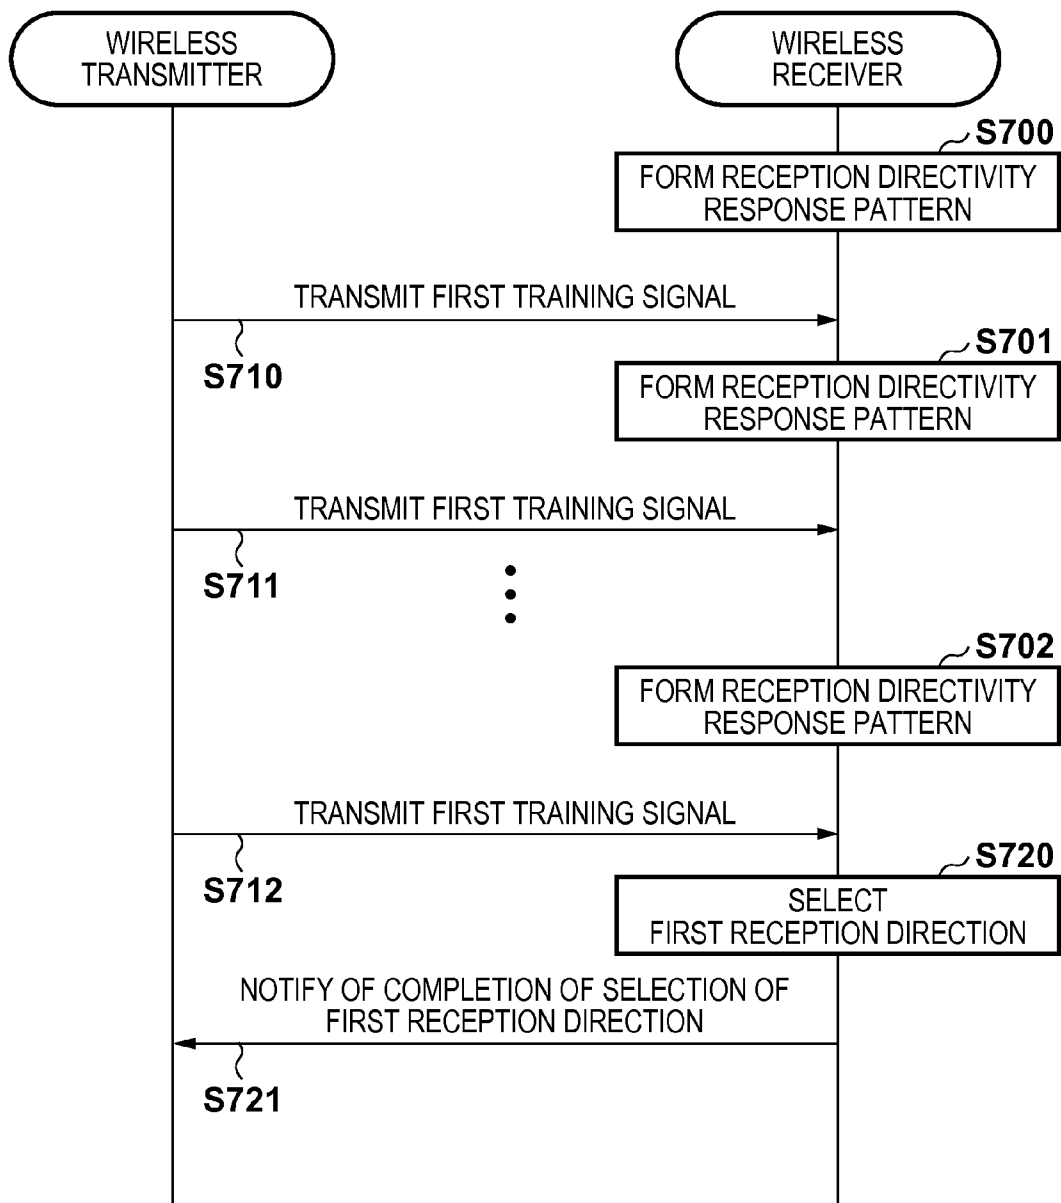 WIRELESS
TRANSMITTER
WIRELESS
RECEIVER
S700
FORM RECEPTION DIRECTIVITY
RESPONSE PATTERN
TRANSMIT FIRST TRAINING SIGNAL
S710
S701
FORM RECEPTION DIRECTIVITY
RESPONSE PATTERN
TRANSMIT FIRST TRAINING SIGNAL
S711
S702
FORM RECEPTION DIRECTIVITY
RESPONSE PATTERN
TRANSMIT FIRST TRAINING SIGNAL
S712
S720
SELECT
FIRST RECEPTION DIRECTION
NOTIFY OF COMPLETION OF SELECTION OF
FIRST RECEPTION DIRECTION
S721